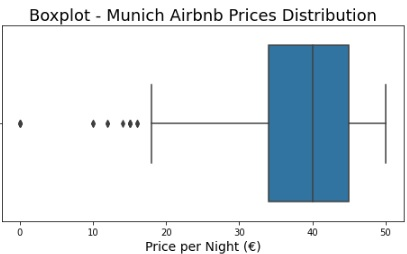 Boxplot - Munich Airbnb Prices Distribution
0 10 20 30 40 50
Price per Night (€)